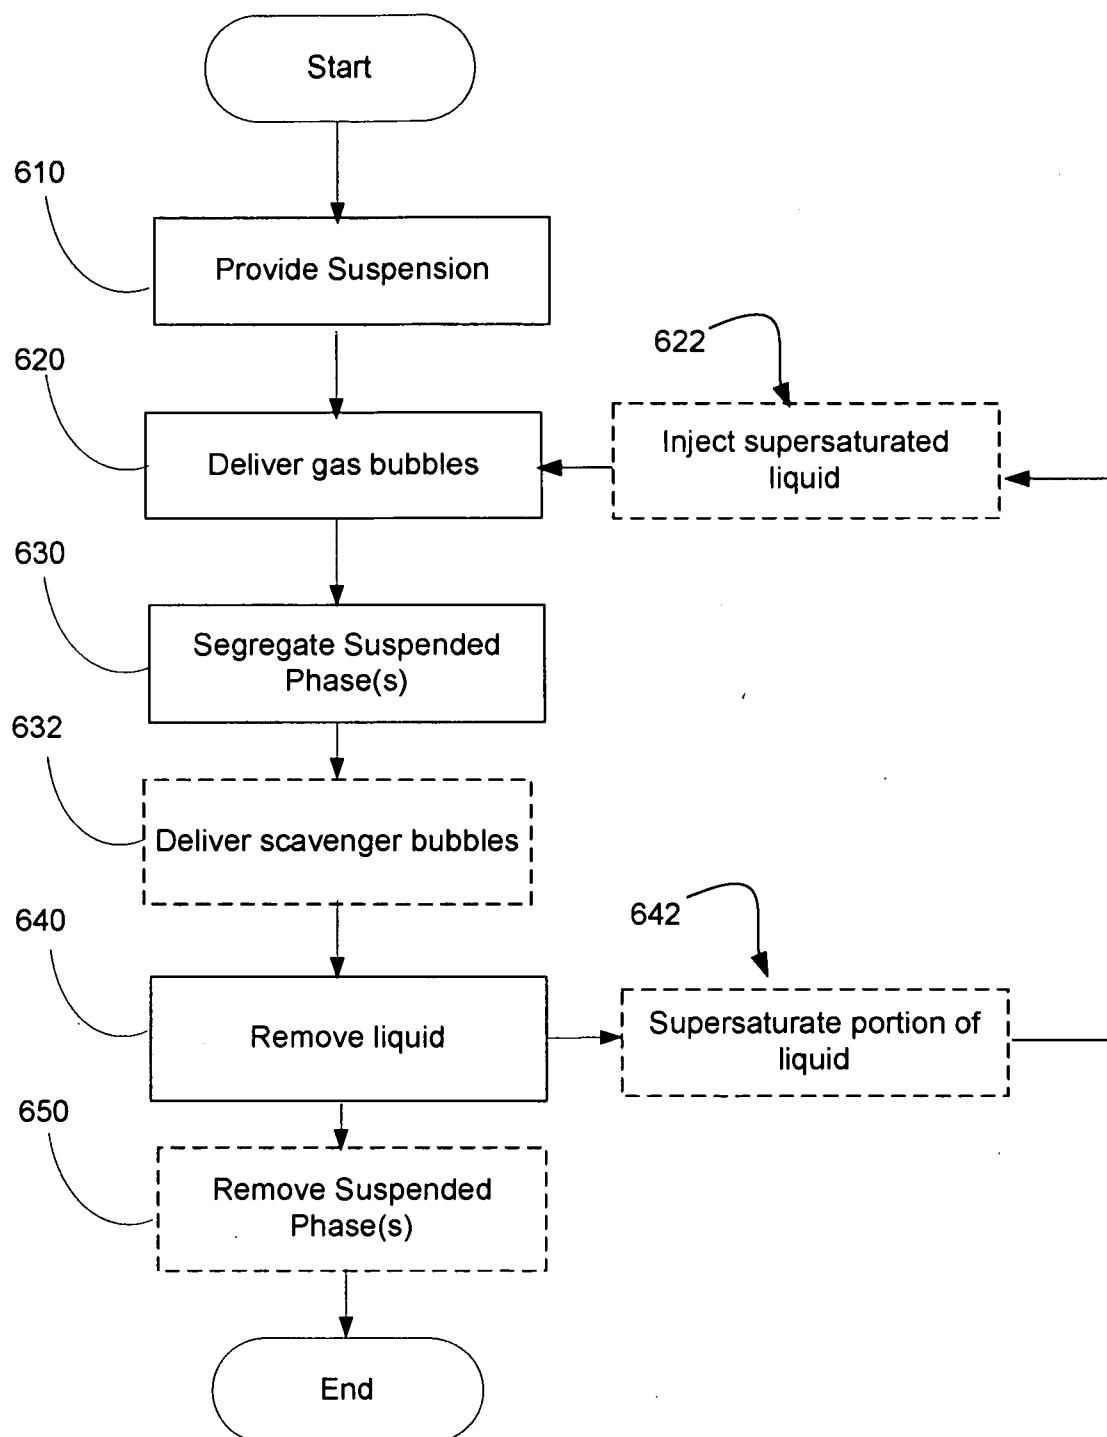 Start
610
Provide Suspension
620
Deliver gas bubbles
622
Inject supersaturated
liquid
630
Segregate Suspended
Phase(s)
632
Deliver scavenger bubbles
640
Remove liquid
642
Supersaturate portion of
liquid
650
Remove Suspended
Phase(s)
End